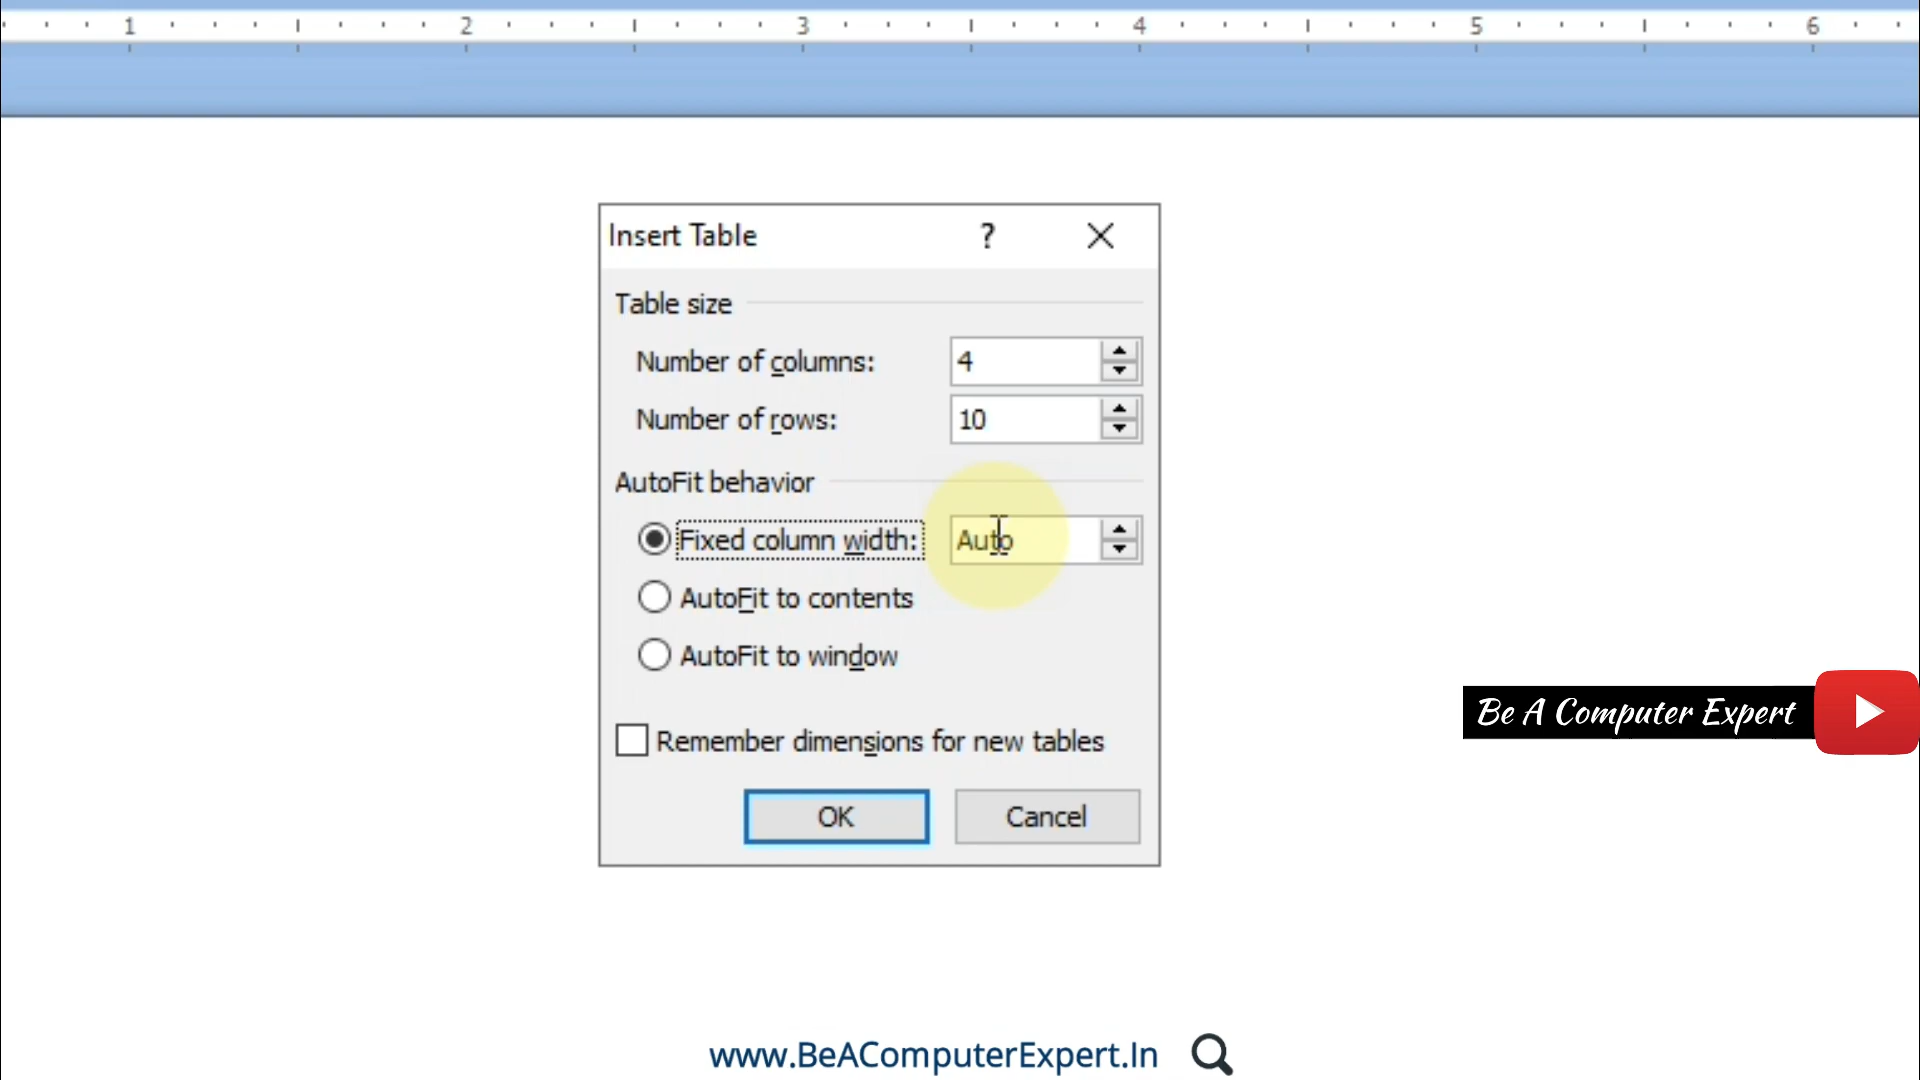 1 2 3 4 5 6
Insert Table ?
Table size
Number of columns: 4
Number of rows: 10
AutoFit behavior
Fixed column width: Auto
AutoFit to contents
AutoFit to window
Be A Computer Expert
Remember dimensions for new tables
OK Cancel
www.BeAComputerExpert.In